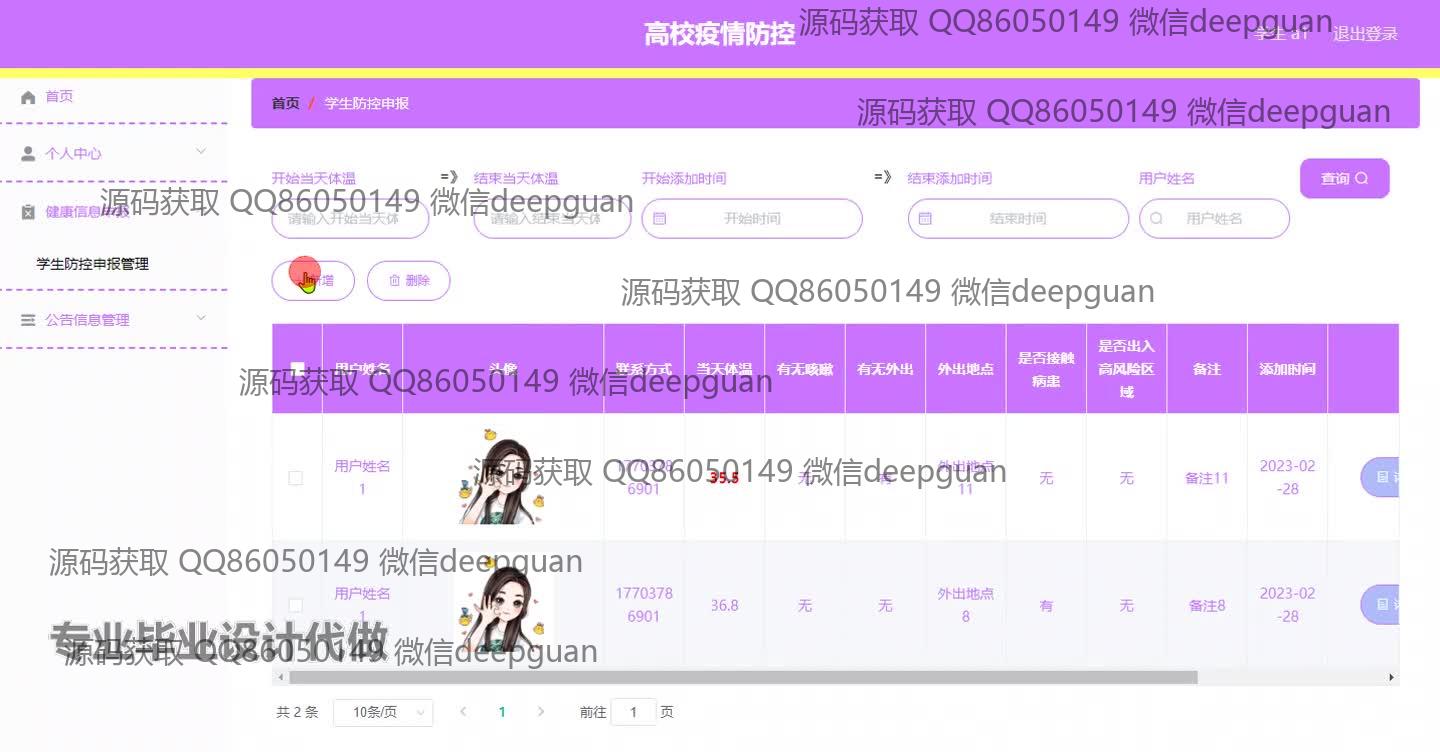 高校疫情防控
源码获取 QQ86050149 微信deepguan
学生 a1
退出登录
首页
首页 / 学生防控申报
源码获取 QQ86050149 微信deepguan
个人中心
开始当天体温
=》
结束当天体温
开始添加时间
=》
结束添加时间
用户姓名
查询
源码获取 QQ86050149 微信deepguan
健康信息申报
请输入开始当天体
请输入结束当天体
开始时间
结束时间
用户姓名
学生防控申报管理
新增
删除
源码获取 QQ86050149 微信deepguan
公告信息管理
用户姓名
头像
联系方式
当天体温
有无咳嗽
有无外出
外出地点
是否接触
病患
是否出入
高风险区
域
备注
添加时间
源码获取 QQ86050149 微信deepguan
用户姓名
1
1770378
6901
35.5
无
有
外出地点
11
无
无
备注11
2023-02
-28
源码获取 QQ86050149 微信deepguan
源码获取 QQ86050149 微信deepguan
用户姓名
1
1770378
6901
36.8
无
无
外出地点
8
有
无
备注8
2023-02
-28
专业毕业设计代做
源码获取 QQ86050149 微信deepguan
共 2 条
10条/页
1
前往 1 页